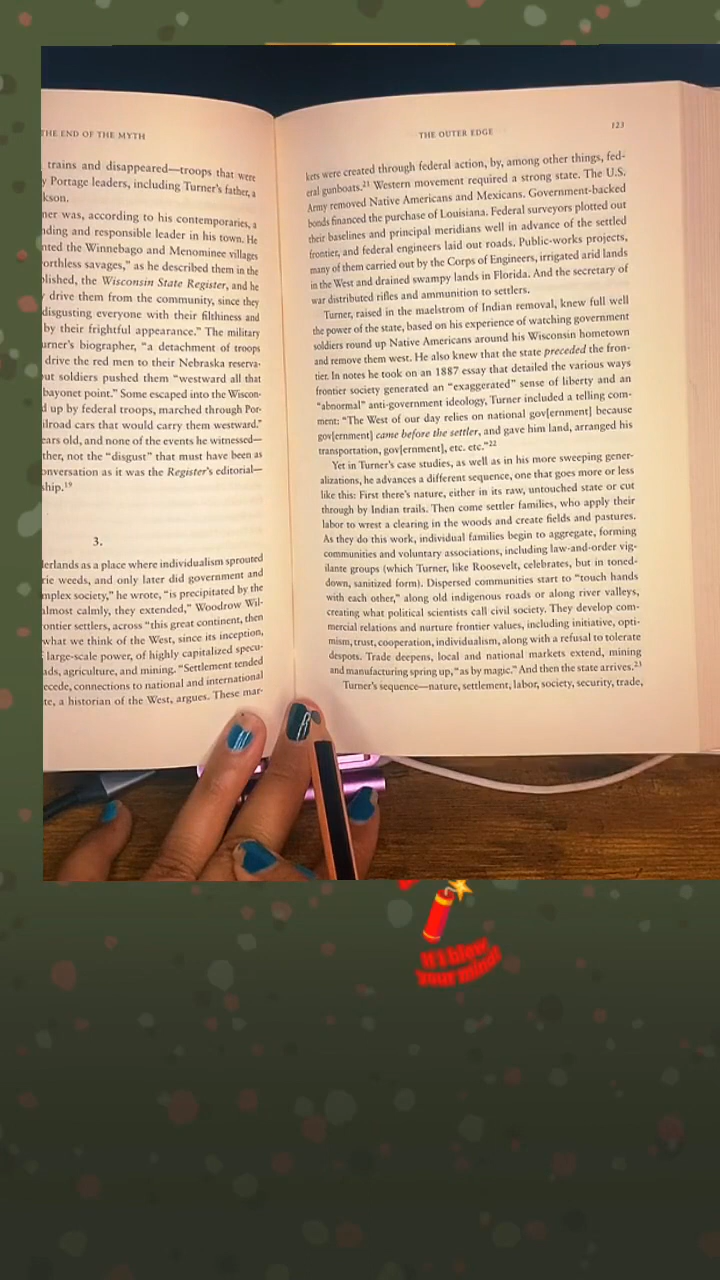 THE END OF THE MYTH
trains and disappeared—troops that were
y Portage leaders, including Turner's father, a
kson.
ner was, according to his contemporaries, a
nding and responsible leader in his town. He
nted the Winnebago and Menominee villages
orthless savages," as he described them in the
blished, the Wisconsin State Register, and he
drive them from the community, since they
disgusting everyone with their filthiness and
by their frightful appearance." The military
urner's biographer, "a detachment of troops
drive the red men to their Nebraska reserva-
ut soldiers pushed them "westward all that
bayonet point." Some escaped into the Wiscon-
d up by federal troops, marched through Por-
ilroad cars that would carry them westward."
ears old, and none of the events he witnessed—
ther, not the "disgust" that must have been as
onversation as it was the Register's editorial—
ship.19
3.
derlands as a place where individualism sprouted
rie weeds, and only later did government and
mplex society," he wrote, "is precipitated by the
almost calmly, they extended," Woodrow Wil-
ontier settlers, across "this great continent, then
what we think of the West, since its inception,
large-scale power, of highly capitalized specu-
ads, agriculture, and mining. "Settlement tended
ecede, connections to national and international
te, a historian of the West, argues. These mar-
THE OUTER EDGE
123
kets were created through federal action, by, among other things, fed-
eral gunboats.21 Western movement required a strong state. The U.S.
Army removed Native Americans and Mexicans. Government-backed
bonds financed the purchase of Louisiana. Federal surveyors plotted out
their baselines and principal meridians well in advance of the settled
frontier, and federal engineers laid out roads. Public-works projects,
many of them carried out by the Corps of Engineers, irrigated arid lands
in the West and drained swampy lands in Florida. And the secretary of
war distributed rifles and ammunition to settlers.
Turner, raised in the maelstrom of Indian removal, knew full well
the power of the state, based on his experience of watching government
soldiers round up Native Americans around his Wisconsin hometown
and remove them west. He also knew that the state preceded the fron-
tier. In notes he took on an 1887 essay that detailed the various ways
frontier society generated an "exaggerated" sense of liberty and an
"abnormal" anti-government ideology, Turner included a telling com-
ment: "The West of our day relies on national gov[ernment] because
gov[ernment] came before the settler, and gave him land, arranged his
transportation, gov[ernment], etc. etc."22
Yet in Turner's case studies, as well as in his more sweeping gener-
alizations, he advances a different sequence, one that goes more or less
like this: First there's nature, either in its raw, untouched state or cut
through by Indian trails. Then come settler families, who apply their
labor to wrest a clearing in the woods and create fields and pastures.
As they do this work, individual families begin to aggregate, forming
communities and voluntary associations, including law-and-order vig-
ilante groups (which Turner, like Roosevelt, celebrates, but in toned-
down, sanitized form). Dispersed communities start to "touch hands
with each other," along old indigenous roads or along river valleys,
creating what political scientists call civil society. They develop com-
mercial relations and nurture frontier values, including initiative, opti-
mism, trust, cooperation, individualism, along with a refusal to tolerate
despots. Trade deepens, local and national markets extend, mining
and manufacturing spring up, "as by magic." And then the state arrives.23
Turner's sequence—nature, settlement, labor, society, security, trade,
If I blew
your mind!